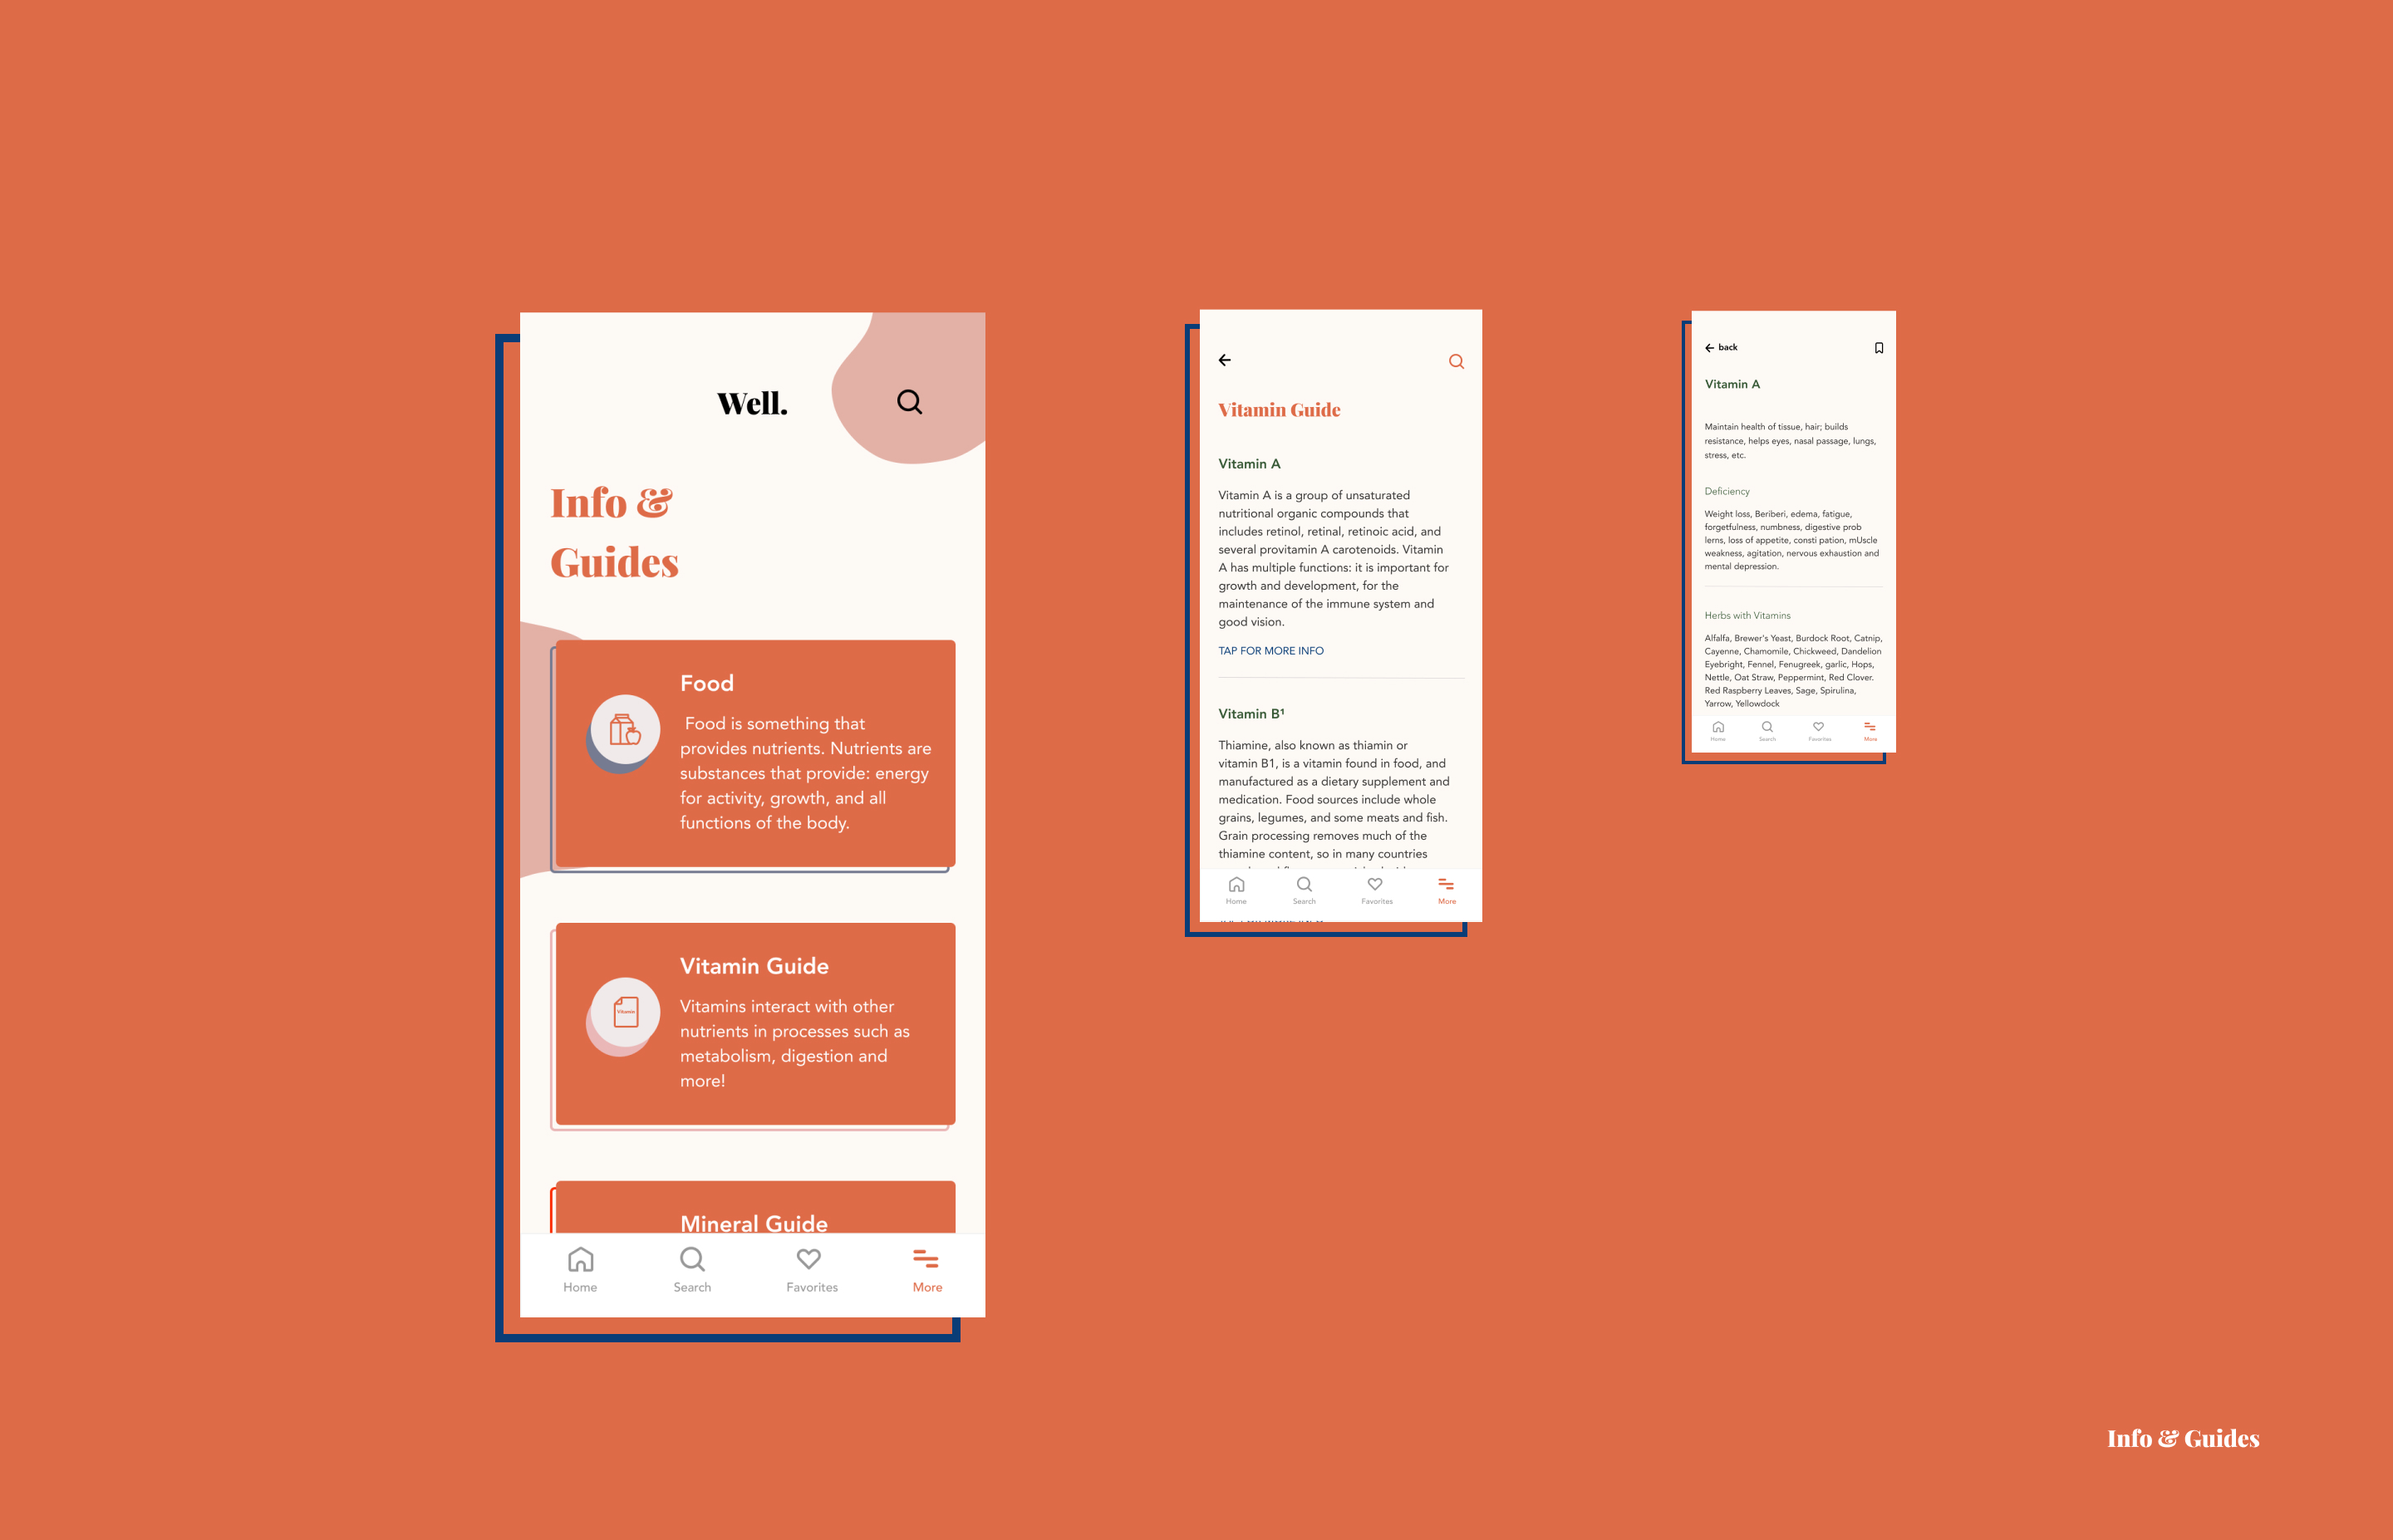 Well.
Info &
Guides
Food
Food is something that
provides nutrients. Nutrients are
substances that provide: energy
for activity, growth, and all
functions of the body.
Vitamin Guide
Vitamin
Vitamins interact with other
nutrients in processes such as
metabolism, digestion and
more!
Mineral Guide
Home Search Favorites More
Vitamin Guide
Vitamin A
Vitamin A is a group of unsaturated
nutritional organic compounds that
includes retinol, retinal, retinoic acid, and
several provitamin A carotenoids. Vitamin
A has multiple functions: it is important for
growth and development, for the
maintenance of the immune system and
good vision.
TAP FOR MORE INFO
Vitamin B¹
Thiamine, also known as thiamin or
vitamin B1, is a vitamin found in food, and
manufactured as a dietary supplement and
medication. Food sources include whole
grains, legumes, and some meats and fish.
Grain processing removes much of the
thiamine content, so in many countries
Home Search Favorites More
back
Vitamin A
Maintain health of tissue, hair; builds
resistance, helps eyes, nasal passage, lungs,
stress, etc.
Deficiency
Weight loss, Beriberi, edema, fatigue,
forgetfulness, numbness, digestive prob
lerns, loss of appetite, consti pation, mUscle
weakness, agitation, nervous exhaustion and
mental depression.
Herbs with Vitamins
Alfalfa, Brewer's Yeast, Burdock Root, Catnip,
Cayenne, Chamomile, Chickweed, Dandelion
Eyebright, Fennel, Fenugreek, garlic, Hops,
Nettle, Oat Straw, Peppermint, Red Clover.
Red Raspberry Leaves, Sage, Spirulina,
Yarrow, Yellowdock
Home Search Favorites More
Info & Guides